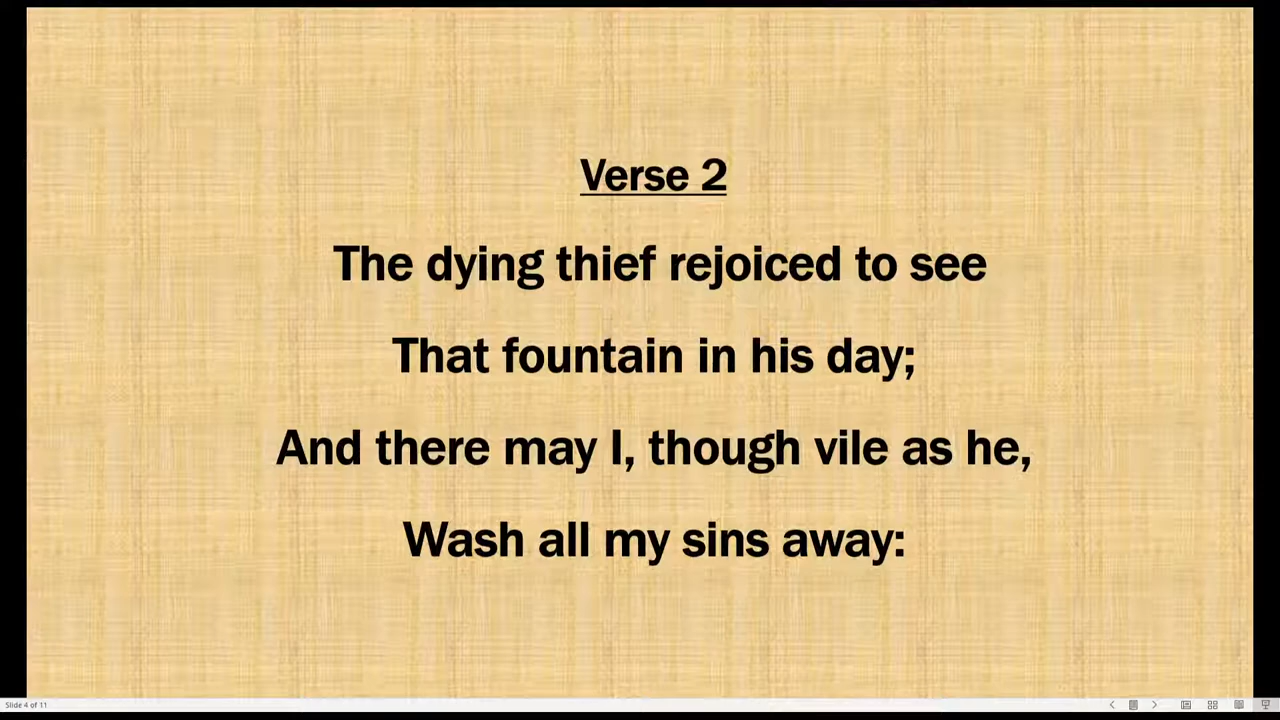 Verse 2
The dying thief rejoiced to see
That fountain in his day;
And there may I, though vile as he,
Wash all my sins away:
Slide 4 of 11